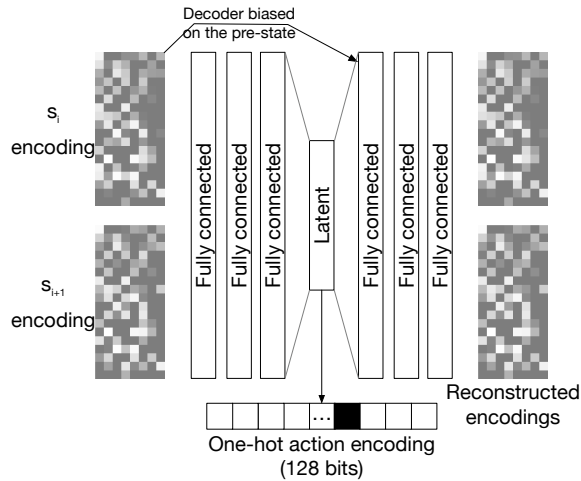 Decoder biased
on the pre-state
s_i
encoding
s_{i+1}
encoding
Fully connected
Fully connected
Fully connected
Latent
Fully connected
Fully connected
Fully connected
Reconstructed
encodings
...
One-hot action encoding
(128 bits)